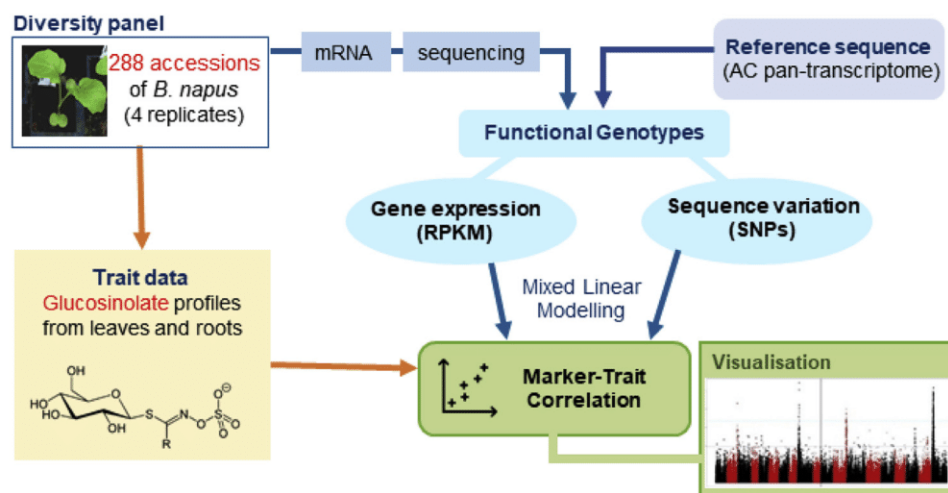 Diversity panel
288 accessions
of B. napus
(4 replicates)
mRNA
sequencing
Reference sequence
(AC pan-transcriptome)
Functional Genotypes
Gene expression
(RPKM)
Sequence variation
(SNPs)
Mixed Linear
Modelling
Trait data
Glucosinolate profiles
from leaves and roots
OH
HO
HO
OH
S
N
O
S
O⊖
O
O
R
Marker-Trait
Correlation
Visualisation